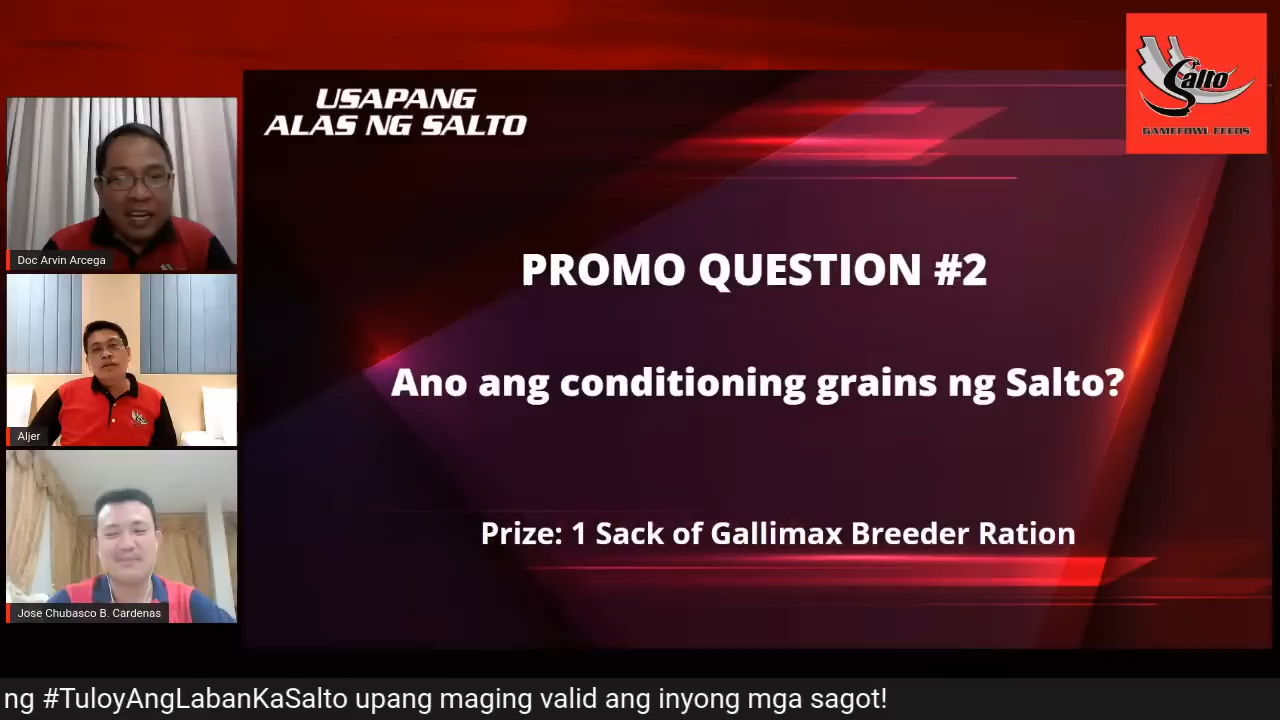 USAPANG
ALAS NG SALTO
Salto
GAMEFOWL FEEDS
Doc Arvin Arcega
Aljer
Jose Chubasco B. Cardenas
PROMO QUESTION #2
Ano ang conditioning grains ng Salto?
Prize: 1 Sack of Gallimax Breeder Ration
ng #TuloyAngLabanKaSalto upang maging valid ang inyong mga sagot!